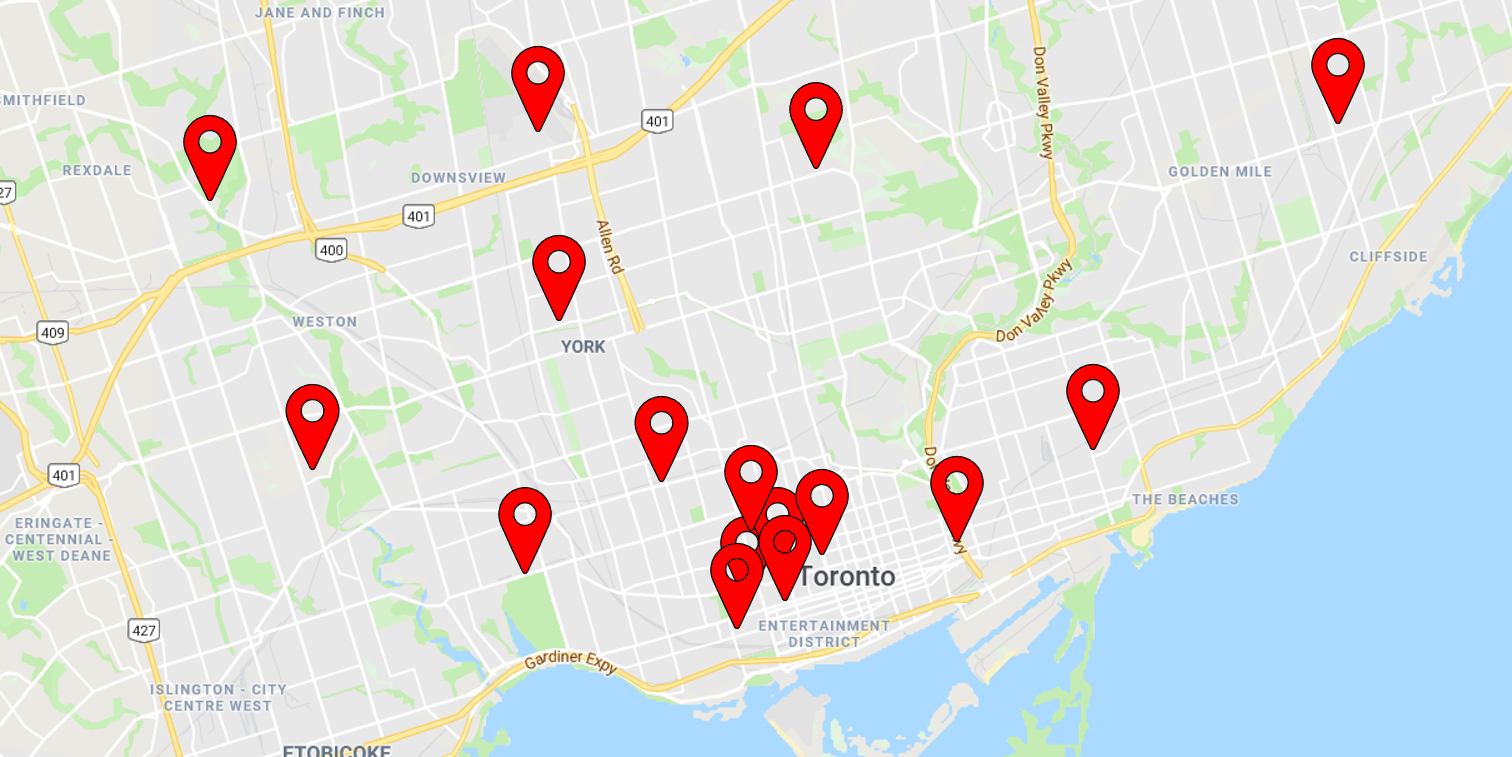 JANE AND FINCH
SMITHFIELD
Don Valley Pkwy
401
REXDALE
DOWNSVIEW
GOLDEN MILE
27
401
400
Allen Rd
CLIFFSIDE
Don Valley Pkwy
WESTON
409
YORK
401
THE BEACHES
ERINGATE -
CENTENNIAL -
WEST DEANE
Toronto
427
ENTERTAINMENT
DISTRICT
Gardiner Expy
ISLINGTON - CITY
CENTRE WEST
ETOBICOKE